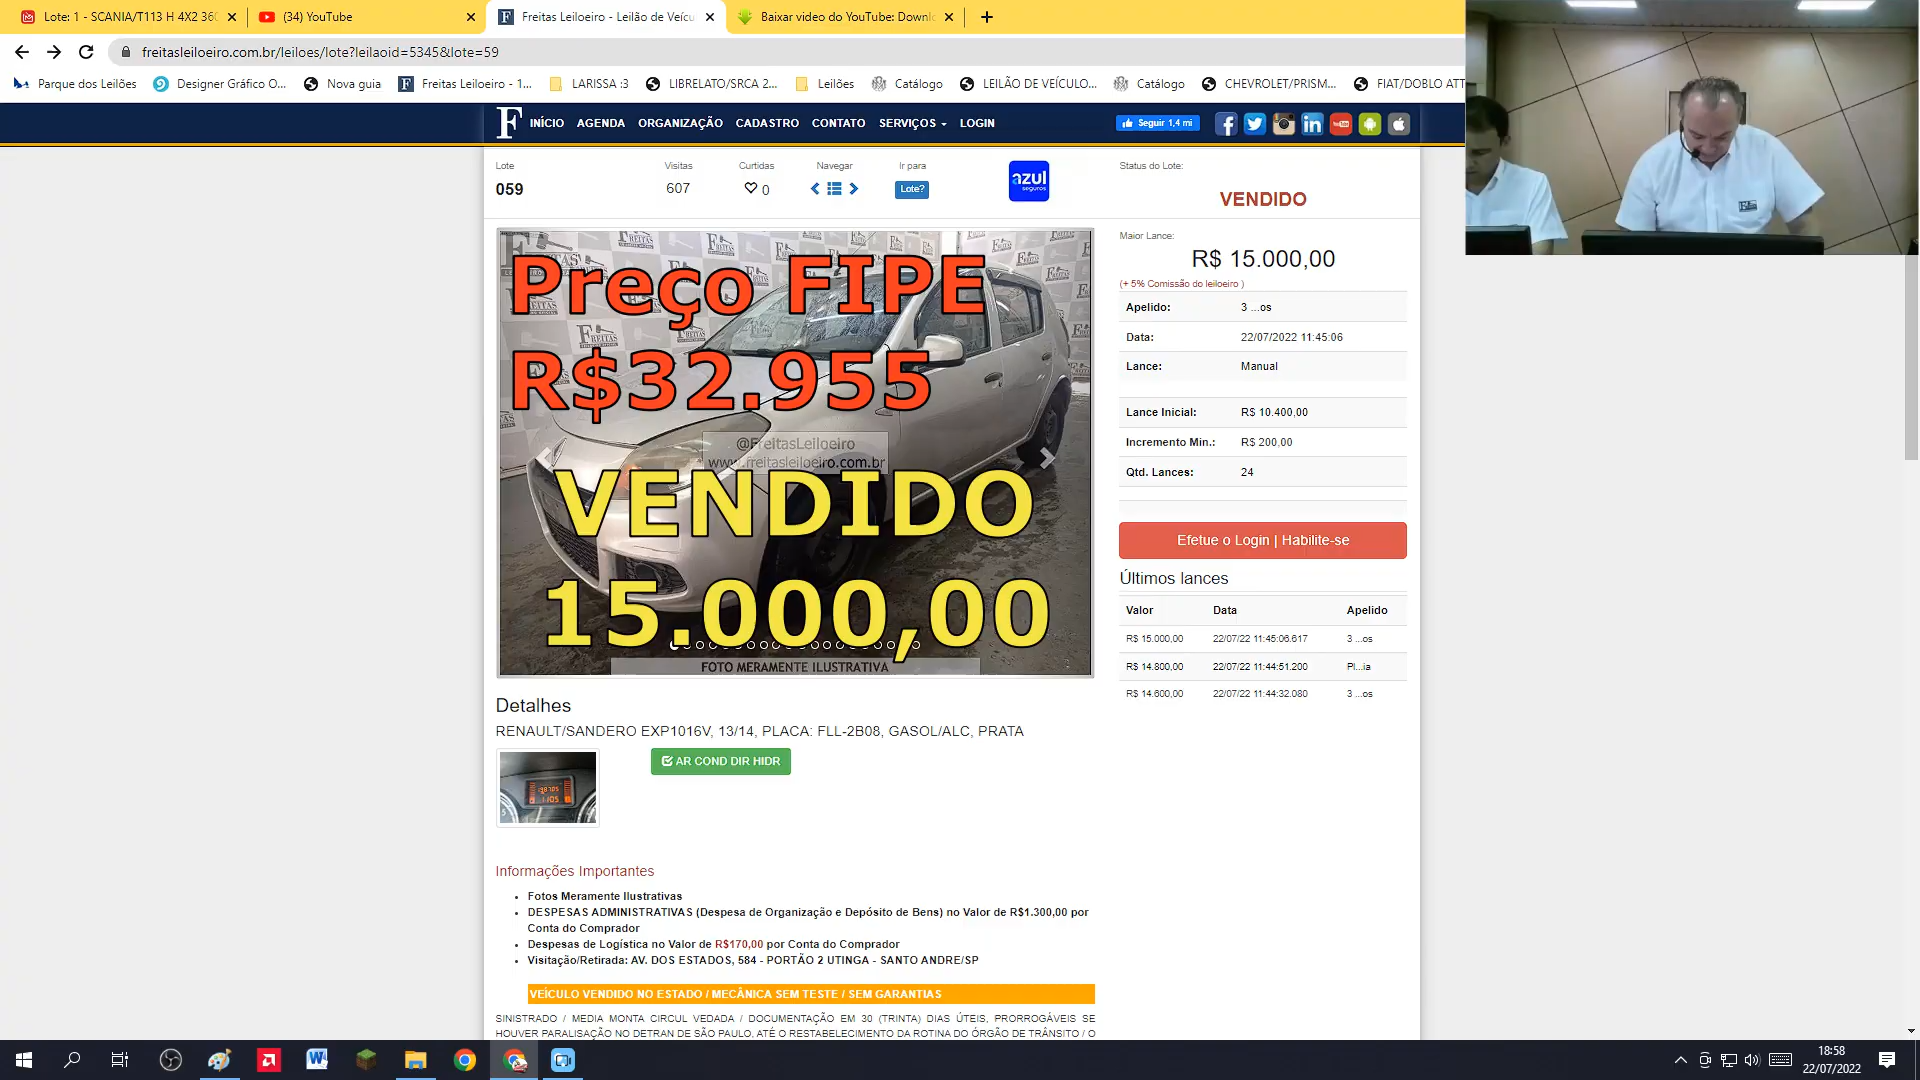 Lote: 1 - SCANIA/T113 H 4X2 360
(34) YouTube
Freitas Leiloeiro - Leilão de Veícu
Baixar video do YouTube: Downl
freitasleiloeiro.com.br/leiloes/lote?leilaoid=5345&lote=59
Parque dos Leilões
Designer Gráfico O...
Nova guia
Freitas Leiloeiro - 1...
LARISSA :3
LIBRELATO/SRCA 2...
Leilões
Catálogo
LEILÃO DE VEÍCULO...
Catálogo
CHEVROLET/PRISM...
FIAT/DOBLO ATT
F INÍCIO AGENDA ORGANIZAÇÃO CADASTRO CONTATO SERVIÇOS LOGIN
Seguir 1,4 mi
Lote Visitas Curtidas Navegar Ir para
059 607 0 Lote?
azul
seguros
Status do Lote:
VENDIDO
Maior Lance:
R$ 15.000,00
(+ 5% Comissão do leiloeiro )
Apelido: 3 ...os
Data: 22/07/2022 11:45:06
Lance: Manual
Lance Inicial: R$ 10.400,00
Incremento Min.: R$ 200,00
Qtd. Lances: 24
Efetue o Login | Habilite-se
Últimos lances
Valor Data Apelido
R$ 15.000,00 22/07/22 11:45:06.617 3 ...os
R$ 14.800,00 22/07/22 11:44:51.200 Pl...ia
R$ 14.600,00 22/07/22 11:44:32.080 3 ...os
Preço FIPE
R$32.955
@FreitasLeiloeiro
www.freitasleiloeiro.com.br
VENDIDO
15.000,00
FOTO MERAMENTE ILUSTRATIVA
Detalhes
RENAULT/SANDERO EXP1016V, 13/14, PLACA: FLL-2B08, GASOL/ALC, PRATA
AR COND DIR HIDR
Informações Importantes
Fotos Meramente Ilustrativas
DESPESAS ADMINISTRATIVAS (Despesa de Organização e Depósito de Bens) no Valor de R$1.300,00 por
Conta do Comprador
Despesas de Logística no Valor de R$170,00 por Conta do Comprador
Visitação/Retirada: AV. DOS ESTADOS, 584 - PORTÃO 2 UTINGA - SANTO ANDRE/SP
VEÍCULO VENDIDO NO ESTADO / MECÂNICA SEM TESTE / SEM GARANTIAS
SINISTRADO / MEDIA MONTA CIRCUL VEDADA / DOCUMENTAÇÃO EM 30 (TRINTA) DIAS ÚTEIS, PRORROGÁVEIS SE
HOUVER PARALISAÇÃO NO DETRAN DE SÃO PAULO, ATÉ O RESTABELECIMENTO DA ROTINA DO ÓRGÃO DE TRÂNSITO / O
18:58
22/07/2022